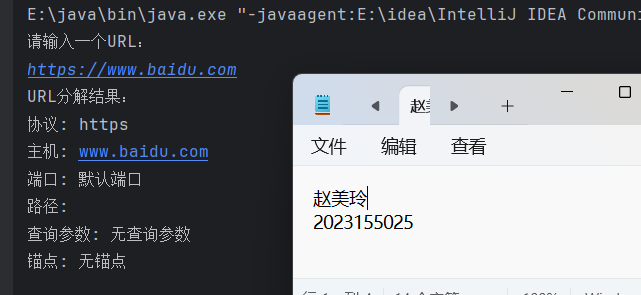 E:\java\bin\java.exe "-javaagent:E:\idea\IntelliJ IDEA Commun
请输入一个URL:
https://www.baidu.com
URL分解结果:
协议: https
主机: www.baidu.com
端口: 默认端口
路径:
查询参数: 无查询参数
锚点: 无锚点
赵美
文件 编辑 查看
赵美玲
2023155025